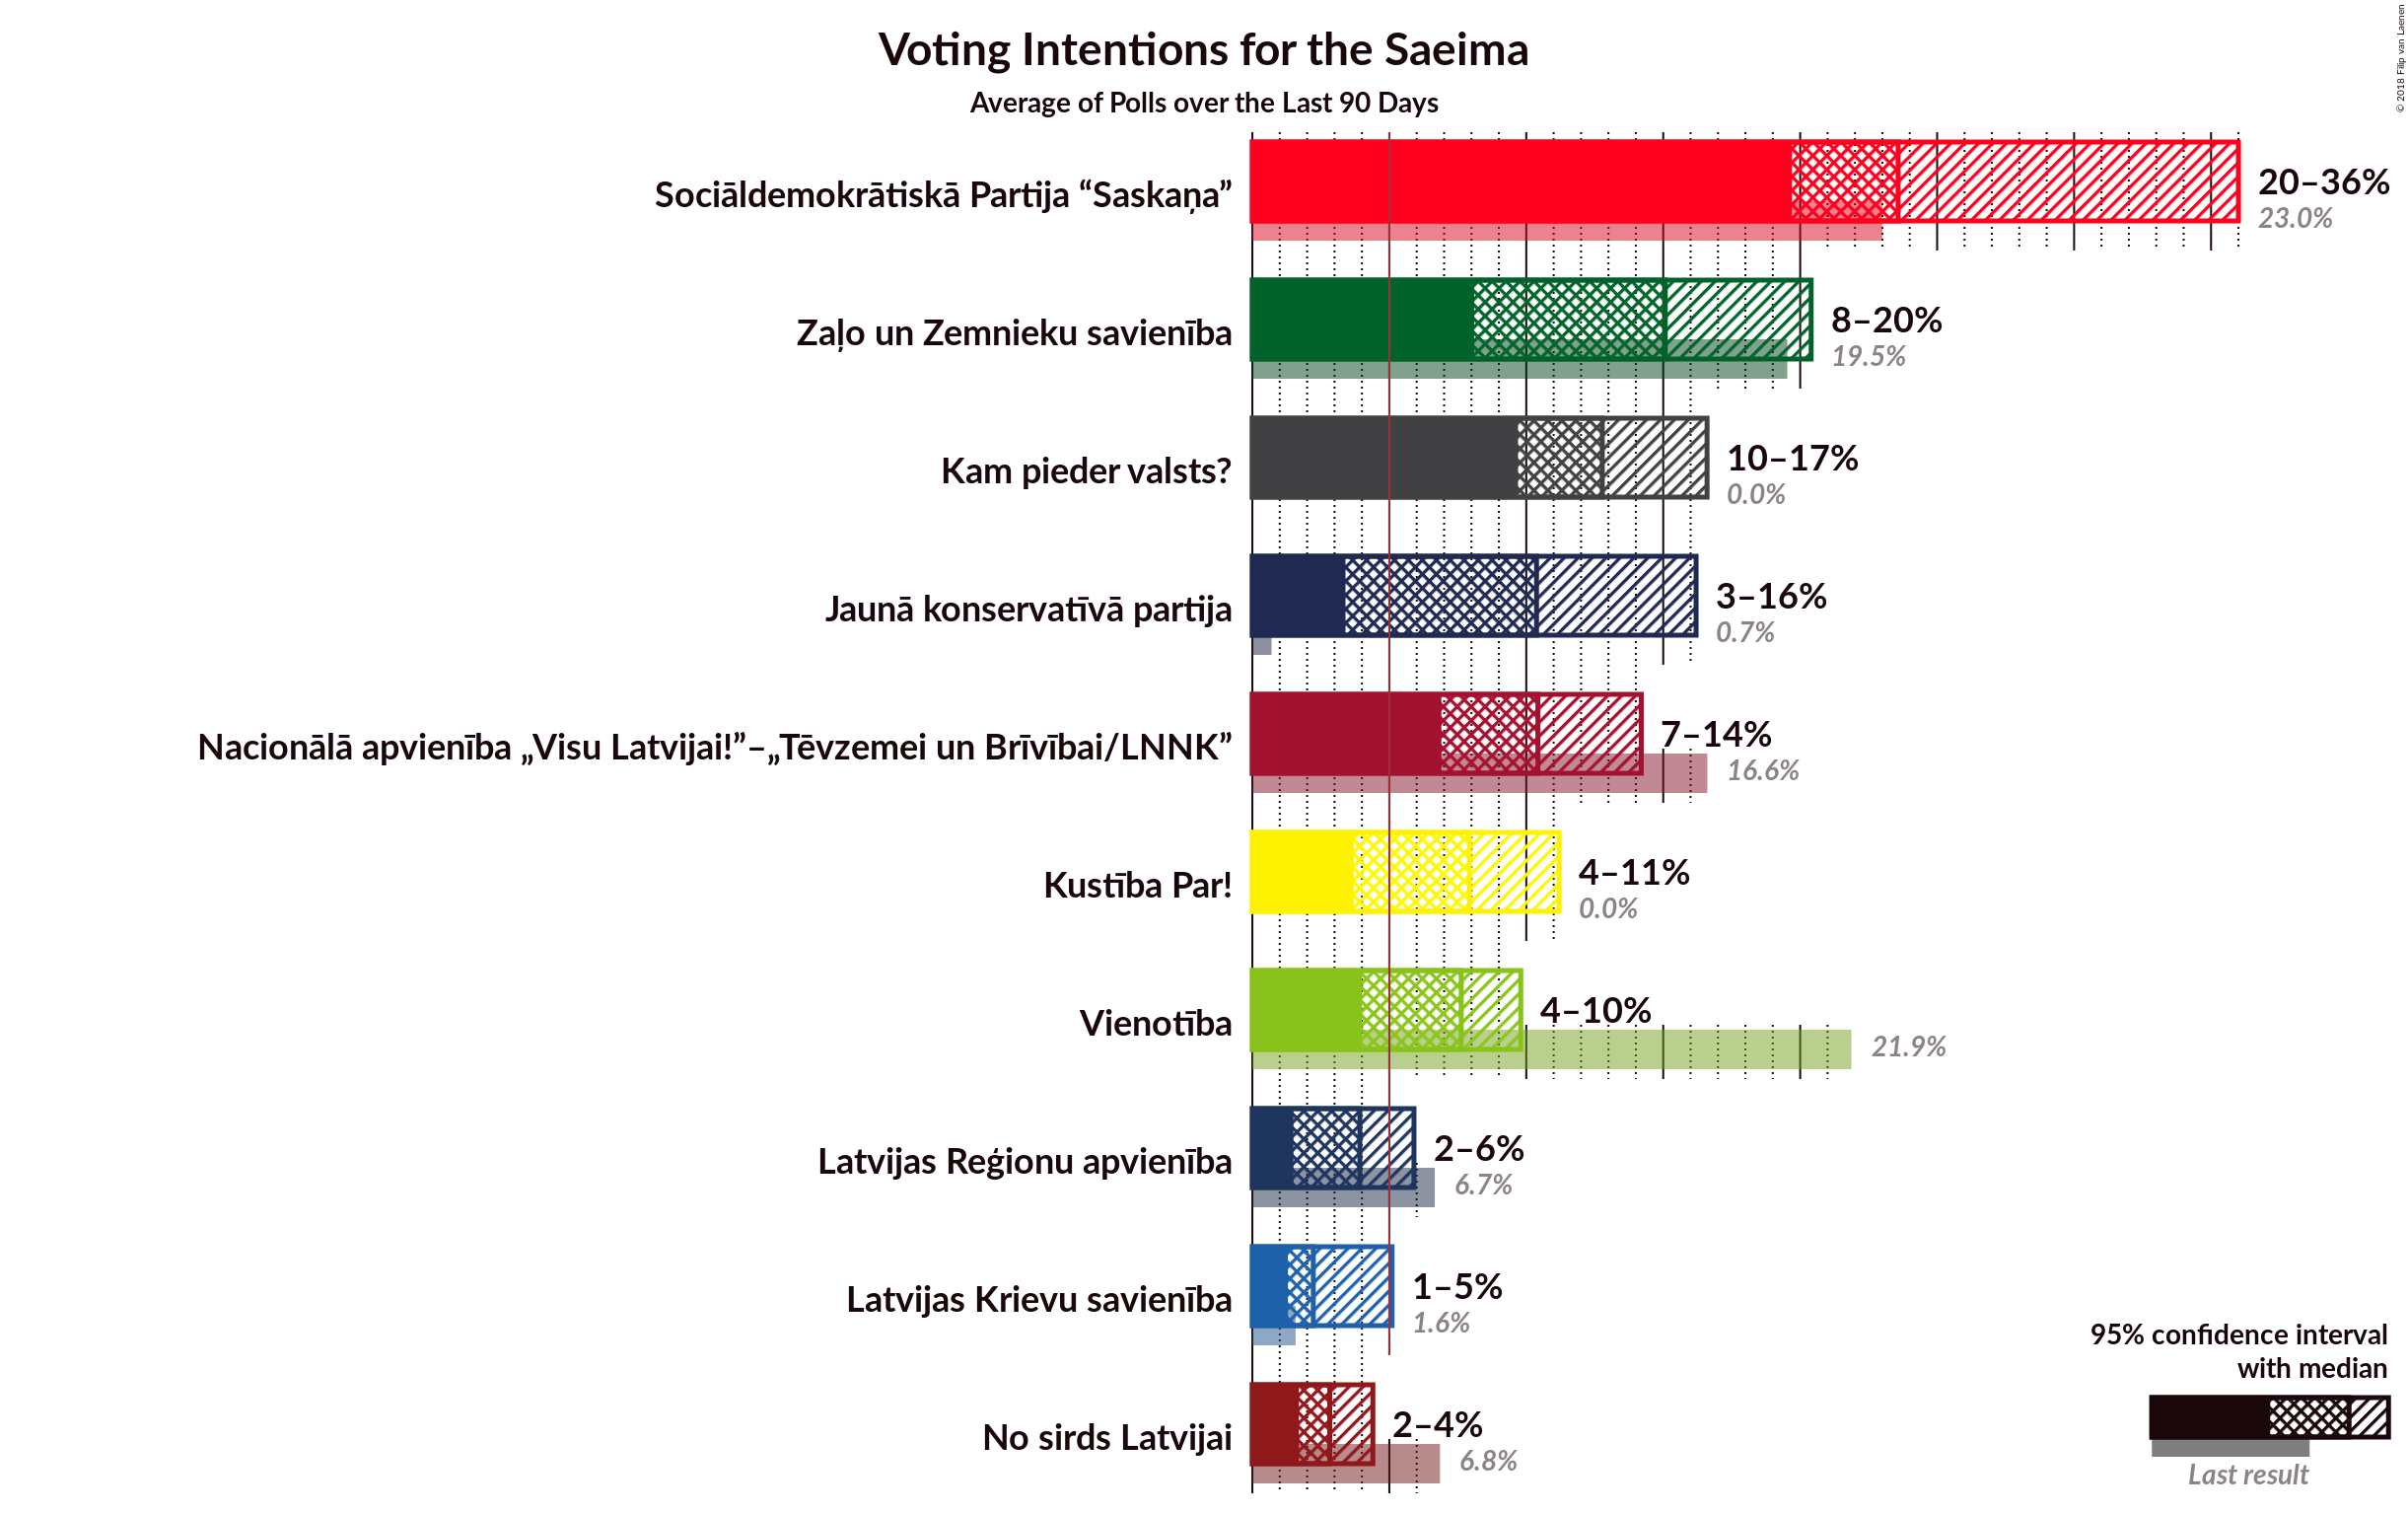 Voting Intentions for the Saeima
Average of Polls over the Last 90 Days
© 2018 Filip van Laenen
Sociāldemokrātiskā Partija “Saskaņa”
20–36%
23.0%
Zaļo un Zemnieku savienība
8–20%
19.5%
Kam pieder valsts?
10–17%
0.0%
Jaunā konservatīvā partija
3–16%
0.7%
Nacionālā apvienība „Visu Latvijai!”–„Tēvzemei un Brīvībai/LNNK”
7–14%
16.6%
Kustība Par!
4–11%
0.0%
Vienotība
4–10%
21.9%
Latvijas Reģionu apvienība
2–6%
6.7%
Latvijas Krievu savienība
1–5%
1.6%
No sirds Latvijai
2–4%
6.8%
95% confidence interval
with median
Last result